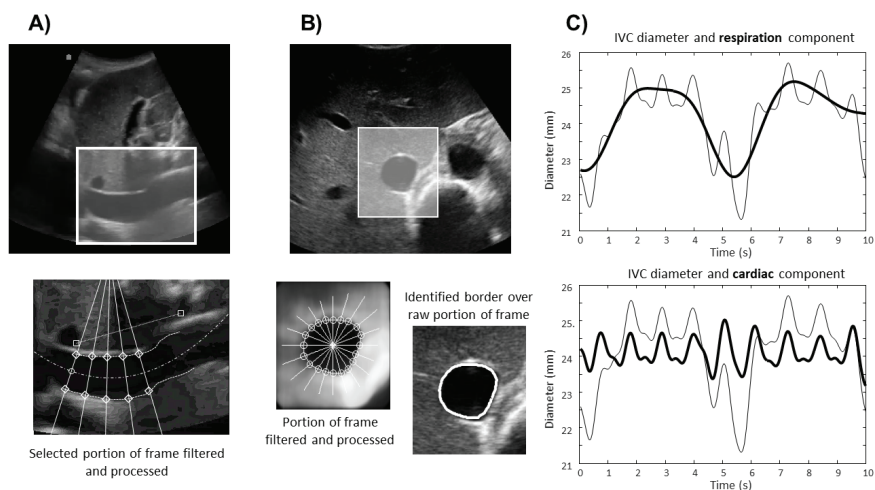 A)
B)
C)
Selected portion of frame filtered
and processed
Portion of frame
filtered and processed
Identified border over
raw portion of frame
IVC diameter and respiration component
Diameter (mm)
26
25
24
23
22
21
0 1 2 3 4 5 6 7 8 9 10
Time (s)
IVC diameter and cardiac component
Diameter (mm)
26
25
24
23
22
21
0 1 2 3 4 5 6 7 8 9 10
Time (s)